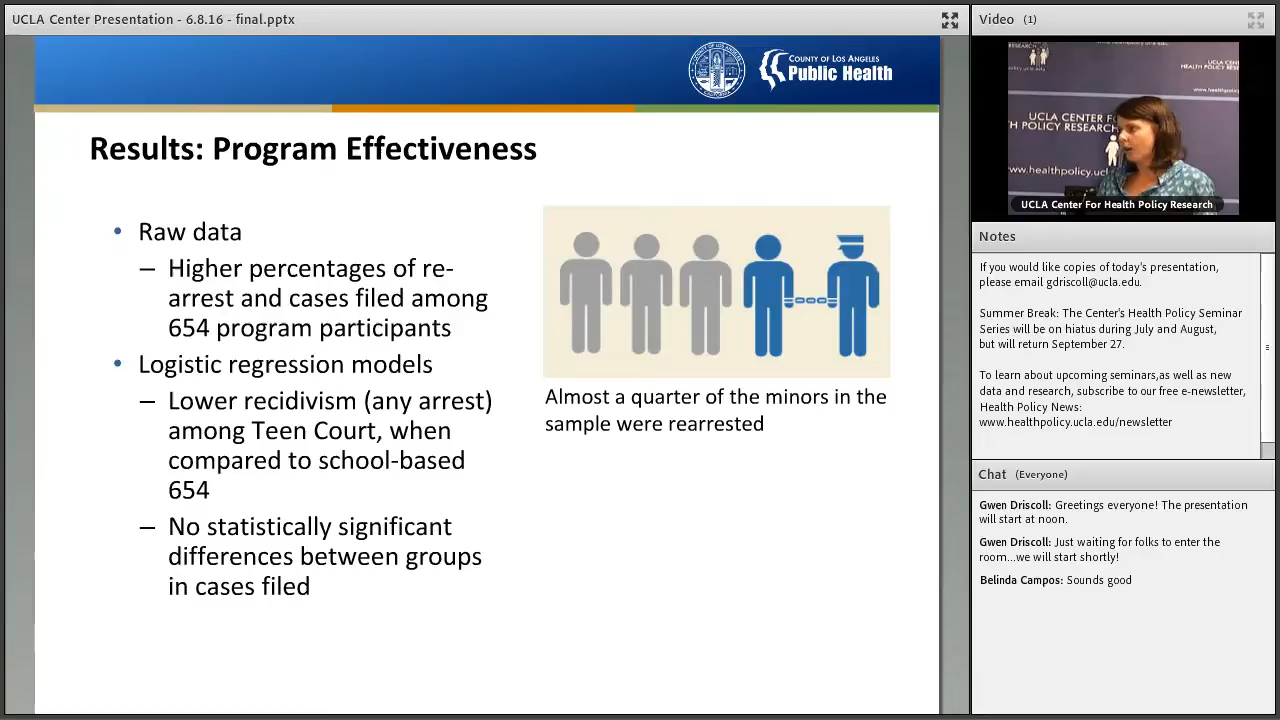 UCLA Center Presentation - 6.8.16 - final.pptx
COUNTY OF LOS ANGELES
Public Health
Results: Program Effectiveness
• Raw data
– Higher percentages of re-
arrest and cases filed among
654 program participants
• Logistic regression models
– Lower recidivism (any arrest)
among Teen Court, when
compared to school-based
654
– No statistically significant
differences between groups
in cases filed
Almost a quarter of the minors in the
sample were rearrested
Video (1)
UCLA CENTER FO
H POLICY RESEARCH
www.healthpolicy.ucl
UCLA Center For Health Policy Research
Notes
If you would like copies of today's presentation,
please email gdriscoll@ucla.edu.
Summer Break: The Center's Health Policy Seminar
Series will be on hiatus during July and August,
but will return September 27.
To learn about upcoming seminars,as well as new
data and research, subscribe to our free e-newsletter,
Health Policy News:
www.healthpolicy.ucla.edu/newsletter
Chat (Everyone)
Gwen Driscoll: Greetings everyone! The presentation
will start at noon.
Gwen Driscoll: Just waiting for folks to enter the
room...we will start shortly!
Belinda Campos: Sounds good